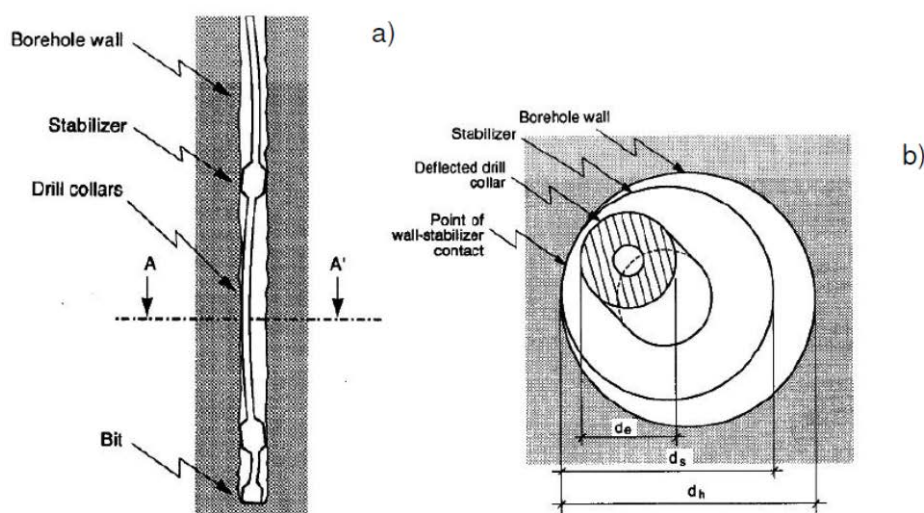 a)
Borehole wall
Stabilizer
Drill collars
A
A'
Bit
b)
Borehole wall
Stabilizer
Deflected drill
collar
Point of
wall-stabilizer
contact
de
ds
dh